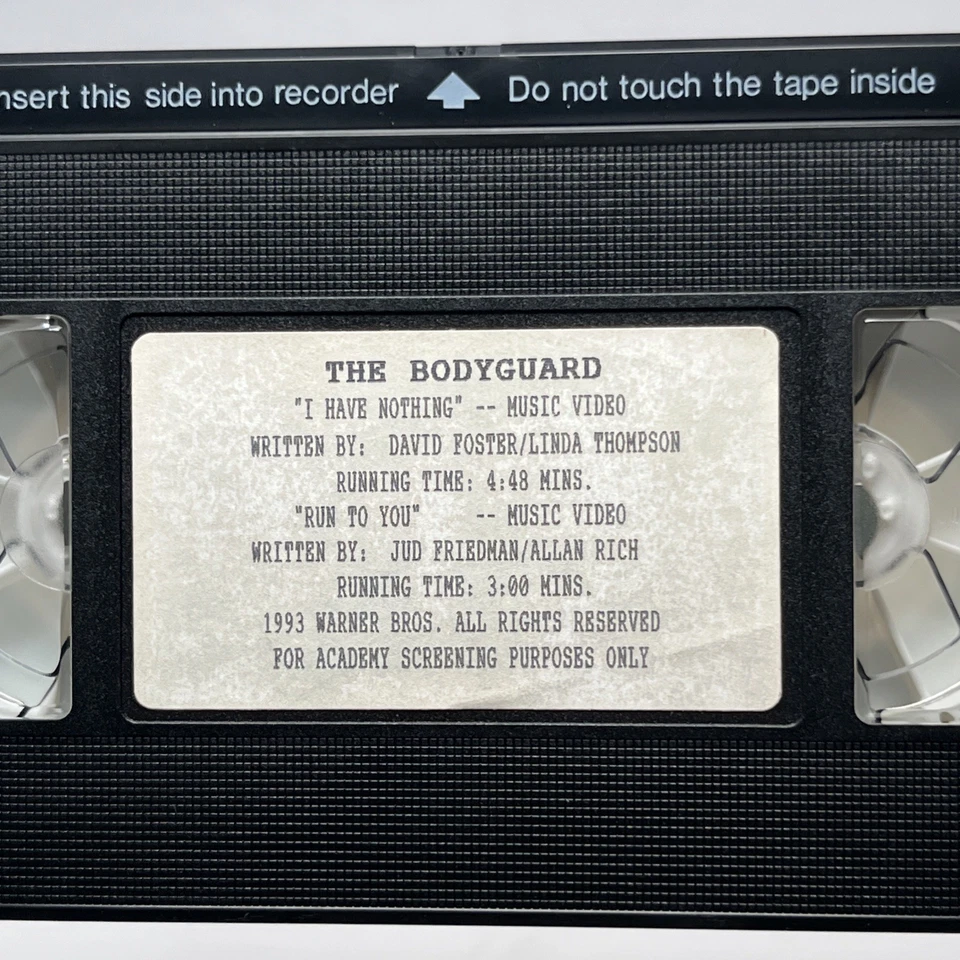 nsert this side into recorder Do not touch the tape inside
THE BODYGUARD
"I HAVE NOTHING" -- MUSIC VIDEO
WRITTEN BY: DAVID FOSTER/LINDA THOMPSON
RUNNING TIME: 4:48 MINS.
"RUN TO YOU" -- MUSIC VIDEO
WRITTEN BY: JUD FRIEDMAN/ALLAN RICH
RUNNING TIME: 3:00 MINS.
1993 WARNER BROS. ALL RIGHTS RESERVED
FOR ACADEMY SCREENING PURPOSES ONLY